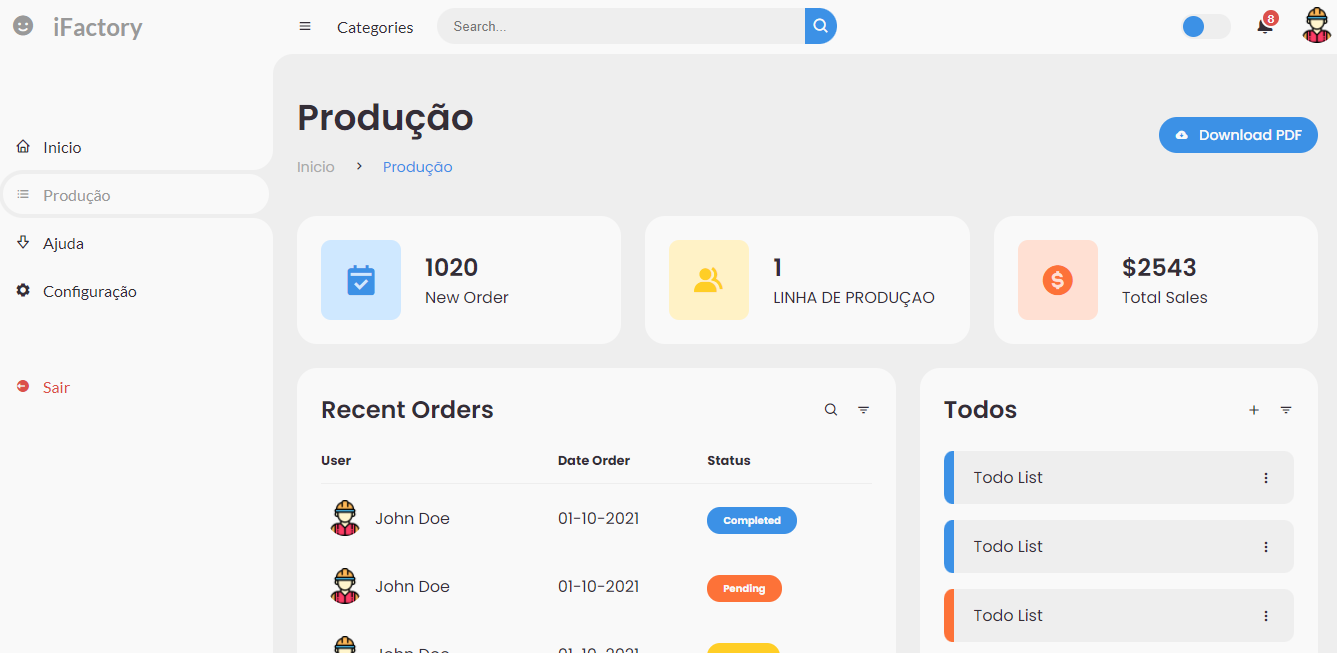 iFactory
Categories
Search...
8
Inicio
Produção
Ajuda
Configuração
Sair
Produção
Inicio
Produção
Download PDF
1020
New Order
1
LINHA DE PRODUÇAO
$2543
Total Sales
Recent Orders
User Date Order Status
John Doe 01-10-2021 Completed
John Doe 01-10-2021 Pending
John Doe 01-10-2021
Todos
Todo List
Todo List
Todo List